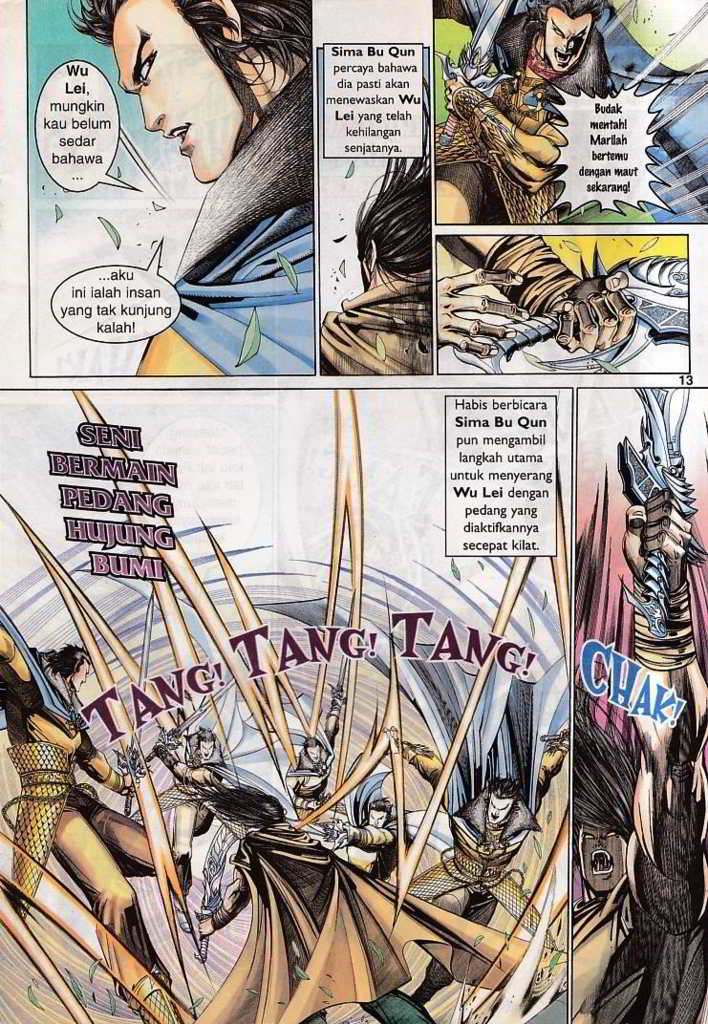 Wu
Lei,
mungkin
kau belum
sedar
bahawa
...
...aku
ini ialah insan
yang tak kunjung
kalah!
Sima Bu Qun
percaya bahawa
dia pasti akan
menewaskan Wu
Lei yang telah
kehilangan
senjatanya.
Budak
mentah!
Marilah
bertemu
dengan maut
sekarang!
13
SENI
BERMAIN
PEDANG
HUJUNG
BUMI
Habis berbicara
Sima Bu Qun
pun mengambil
langkah utama
untuk menyerang
Wu Lei dengan
pedang yang
diaktifkannya
secepat kilat.
TANG! TANG! TANG!
CHAK!